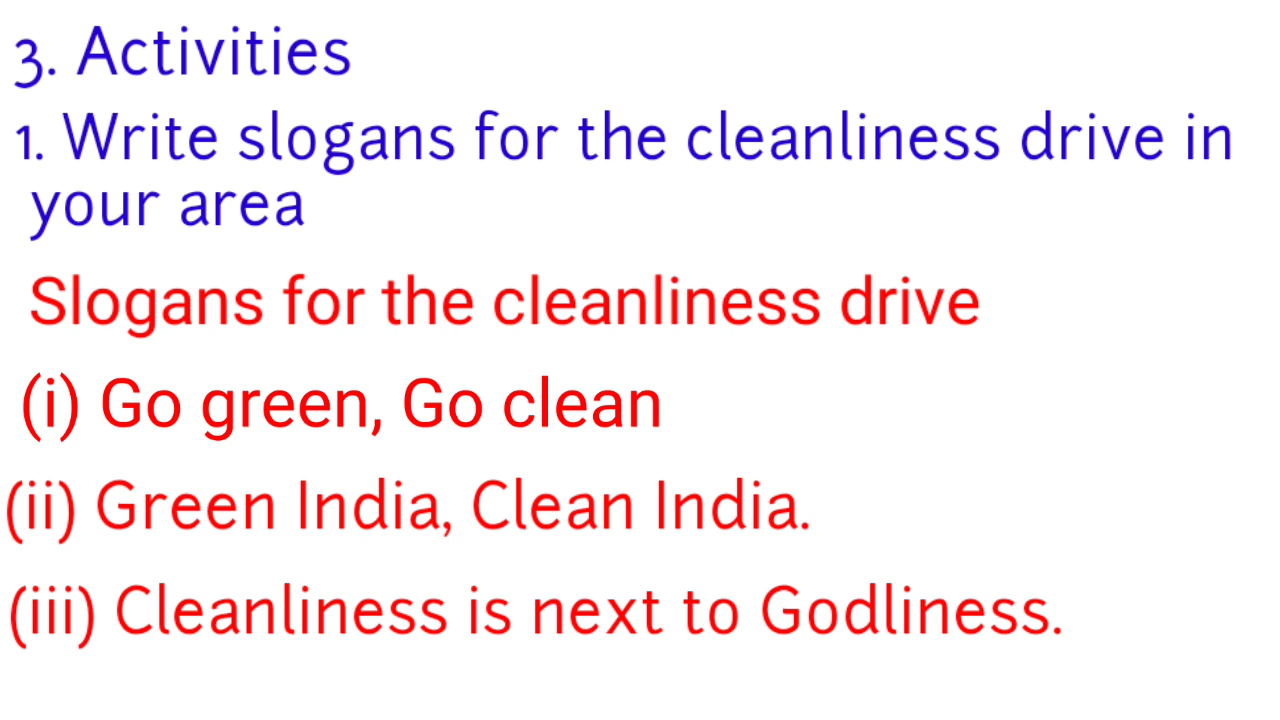 3. Activities
1. Write slogans for the cleanliness drive in
your area
Slogans for the cleanliness drive
(i) Go green, Go clean
(ii) Green India, Clean India.
(iii) Cleanliness is next to Godliness.